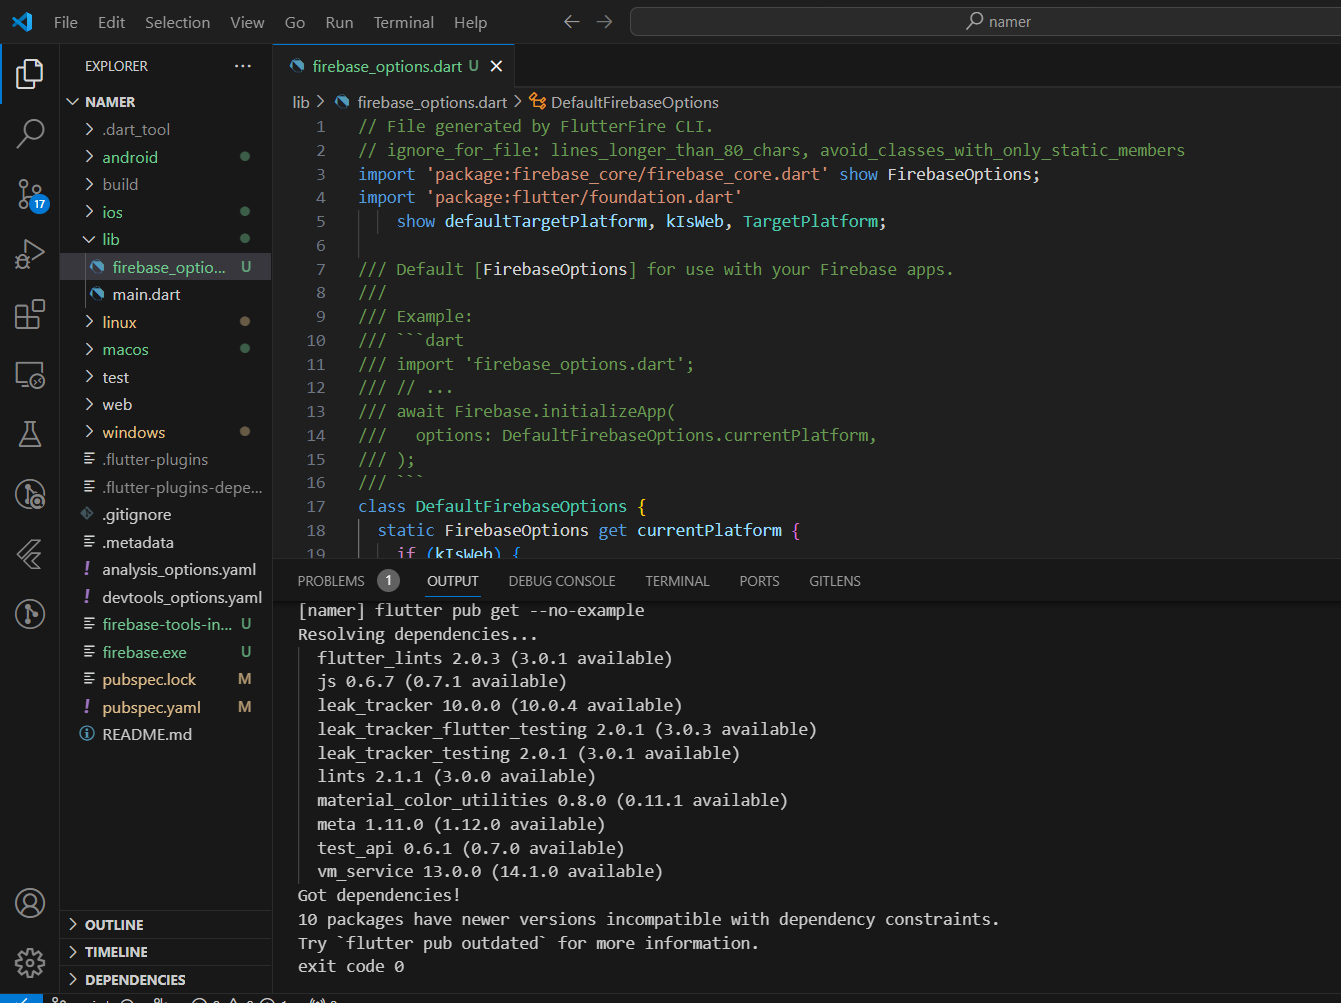 File Edit Selection View Go Run Terminal Help
namer
EXPLORER
NAMER
.dart_tool
android
build
ios
lib
firebase_optio... U
main.dart
linux
macos
test
web
windows
.flutter-plugins
.flutter-plugins-depe...
.gitignore
.metadata
! analysis_options.yaml
! devtools_options.yaml
firebase-tools-in... U
firebase.exe U
pubspec.lock M
! pubspec.yaml M
README.md
OUTLINE
TIMELINE
DEPENDENCIES
17
firebase_options.dart U
lib > firebase_options.dart > DefaultFirebaseOptions
1 // File generated by FlutterFire CLI.
2 // ignore_for_file: lines_longer_than_80_chars, avoid_classes_with_only_static_members
3 import 'package:firebase_core/firebase_core.dart' show FirebaseOptions;
4 import 'package:flutter/foundation.dart'
5 show defaultTargetPlatform, kIsWeb, TargetPlatform;
6
7 /// Default [FirebaseOptions] for use with your Firebase apps.
8 ///
9 /// Example:
10 /// ```dart
11 /// import 'firebase_options.dart';
12 /// // ...
13 /// await Firebase.initializeApp(
14 /// options: DefaultFirebaseOptions.currentPlatform,
15 /// );
16 /// ```
17 class DefaultFirebaseOptions {
18 static FirebaseOptions get currentPlatform {
19 if (kIsWeb) {
PROBLEMS 1 OUTPUT DEBUG CONSOLE TERMINAL PORTS GITLENS
[namer] flutter pub get --no-example
Resolving dependencies...
flutter_lints 2.0.3 (3.0.1 available)
js 0.6.7 (0.7.1 available)
leak_tracker 10.0.0 (10.0.4 available)
leak_tracker_flutter_testing 2.0.1 (3.0.3 available)
leak_tracker_testing 2.0.1 (3.0.1 available)
lints 2.1.1 (3.0.0 available)
material_color_utilities 0.8.0 (0.11.1 available)
meta 1.11.0 (1.12.0 available)
test_api 0.6.1 (0.7.0 available)
vm_service 13.0.0 (14.1.0 available)
Got dependencies!
10 packages have newer versions incompatible with dependency constraints.
Try `flutter pub outdated` for more information.
exit code 0